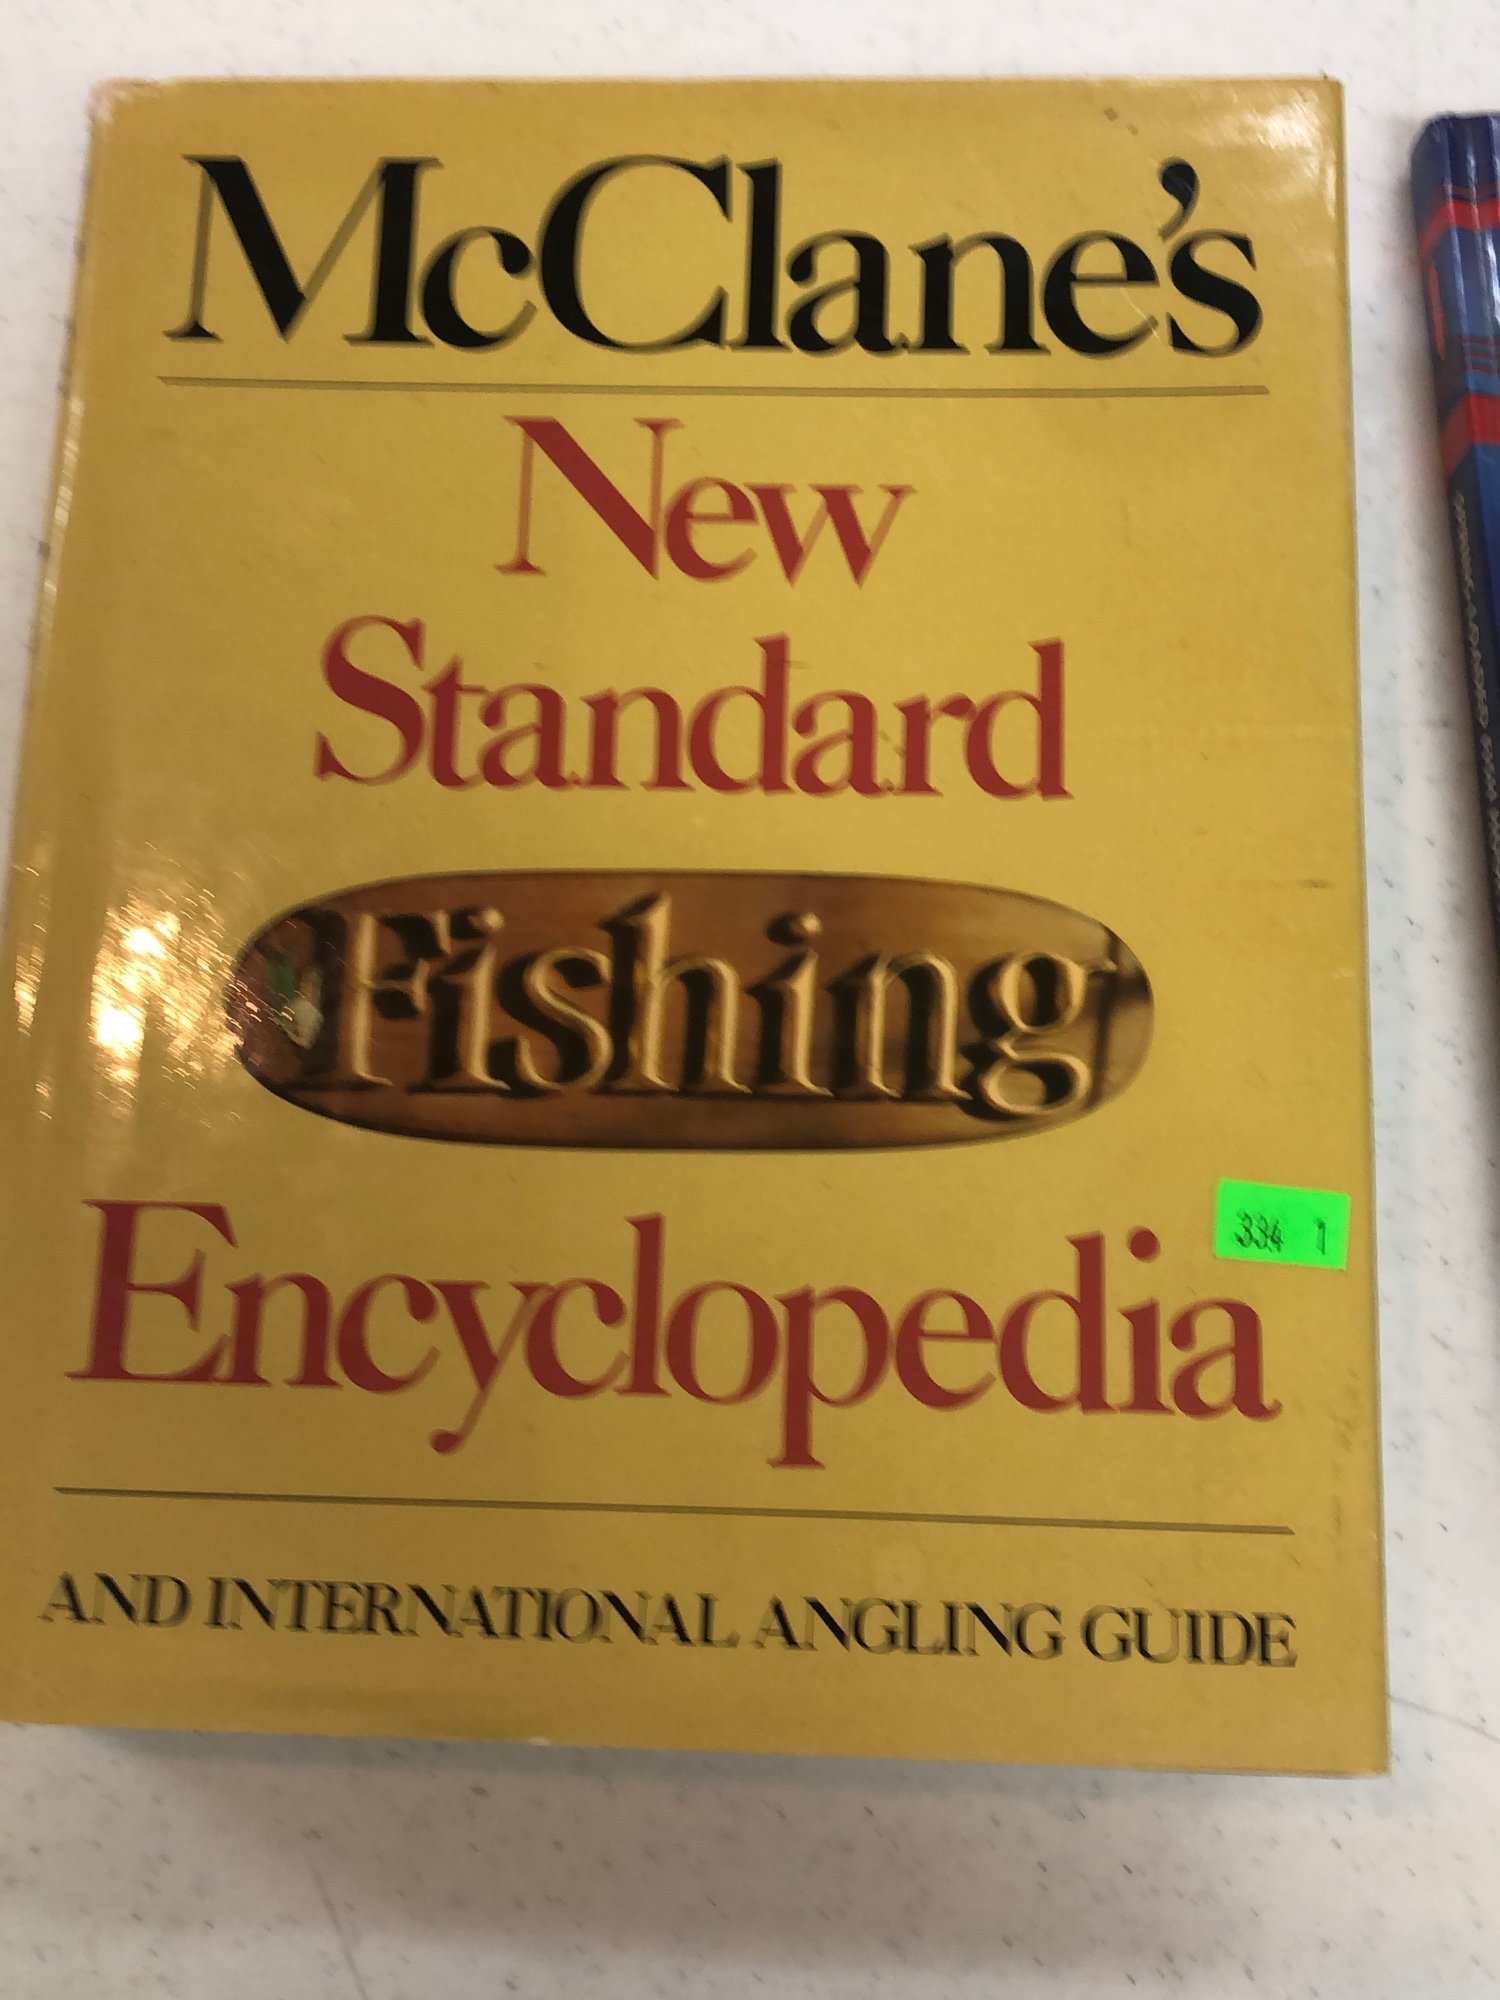 McClane's
New
Standard
Fishing
Encyclopedia
334 1
AND INTERNATIONAL ANGLING GUIDE